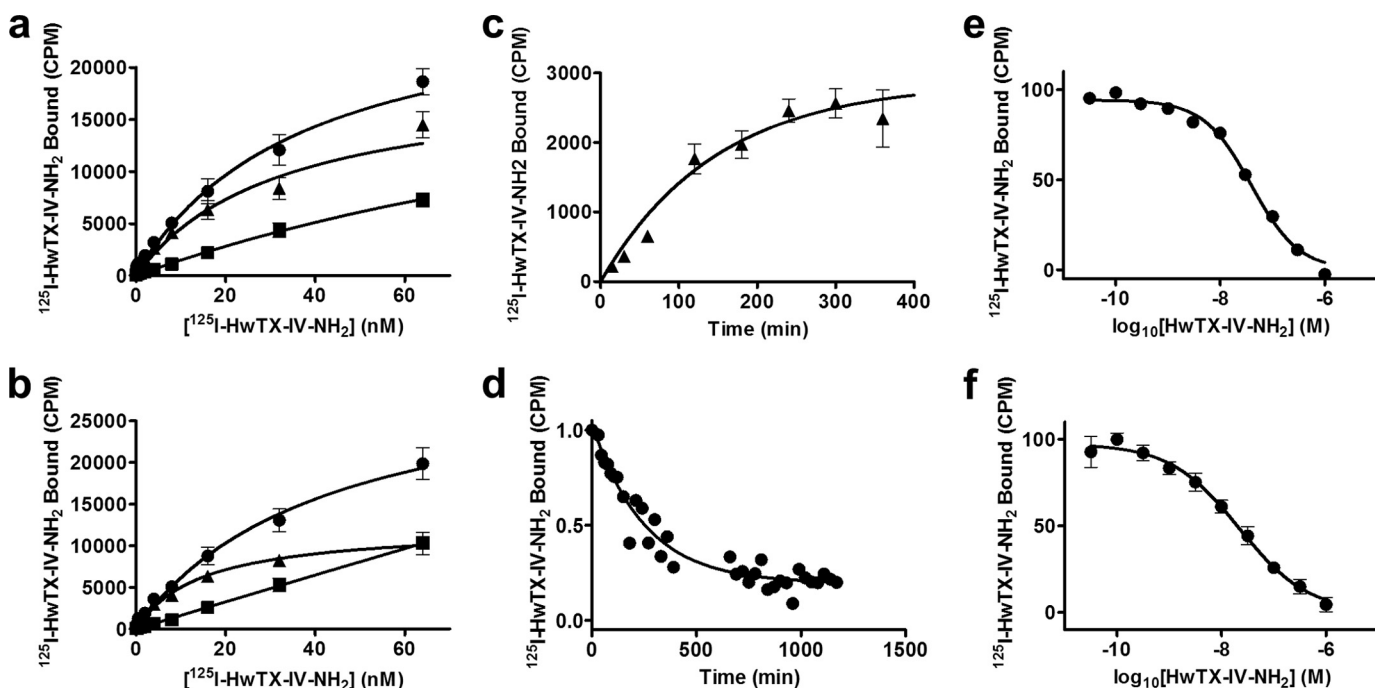 a
¹²⁵I-HwTX-IV-NH₂ Bound (CPM)
20000
15000
10000
5000
0
0 20 40 60
[¹²⁵I-HwTX-IV-NH₂] (nM)
b
¹²⁵I-HwTX-IV-NH₂ Bound (CPM)
25000
20000
15000
10000
5000
0
0 20 40 60
[¹²⁵I-HwTX-IV-NH₂] (nM)
c
¹²⁵I-HwTX-IV-NH2 Bound (CPM)
3000
2000
1000
0
0 100 200 300 400
Time (min)
d
¹²⁵I-HwTX-IV-NH₂ Bound (CPM)
1.0
0.5
0.0
0 500 1000 1500
Time (min)
e
¹²⁵I-HwTX-IV-NH₂ Bound (CPM)
100
50
0
-10 -8 -6
log₁₀[HwTX-IV-NH₂] (M)
f
¹²⁵I-HwTX-IV-NH₂ Bound (CPM)
100
50
0
-10 -8 -6
log₁₀[HwTX-IV-NH₂] (M)